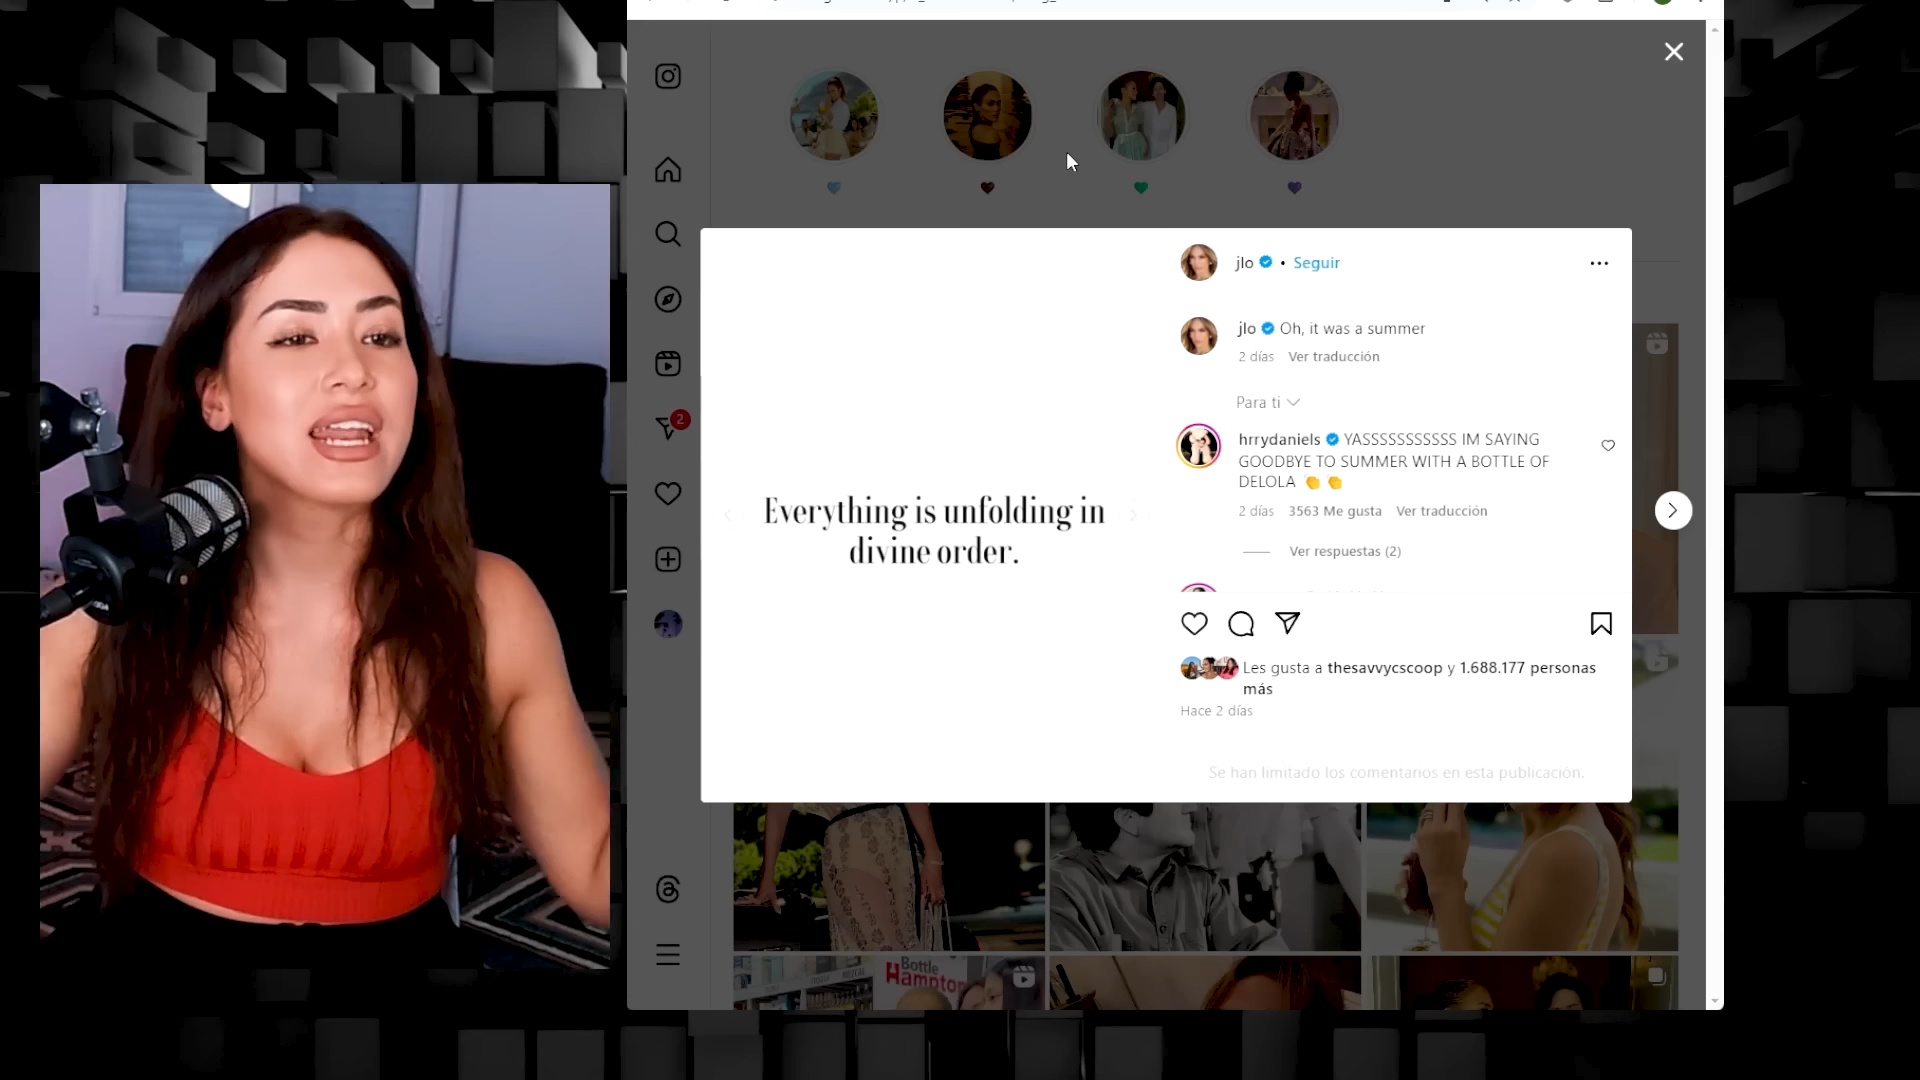 2
jlo • Seguir
jlo Oh, it was a summer
2 días Ver traducción
Para ti
hrrydaniels YASSSSSSSSSSS IM SAYING
GOODBYE TO SUMMER WITH A BOTTLE OF
DELOLA
2 días 3563 Me gusta Ver traducción
Ver respuestas (2)
Everything is unfolding in
divine order.
Les gusta a thesavvycscoop y 1.688.177 personas
más
Hace 2 días
Se han limitado los comentarios en esta publicación.
Bottle
Hampton